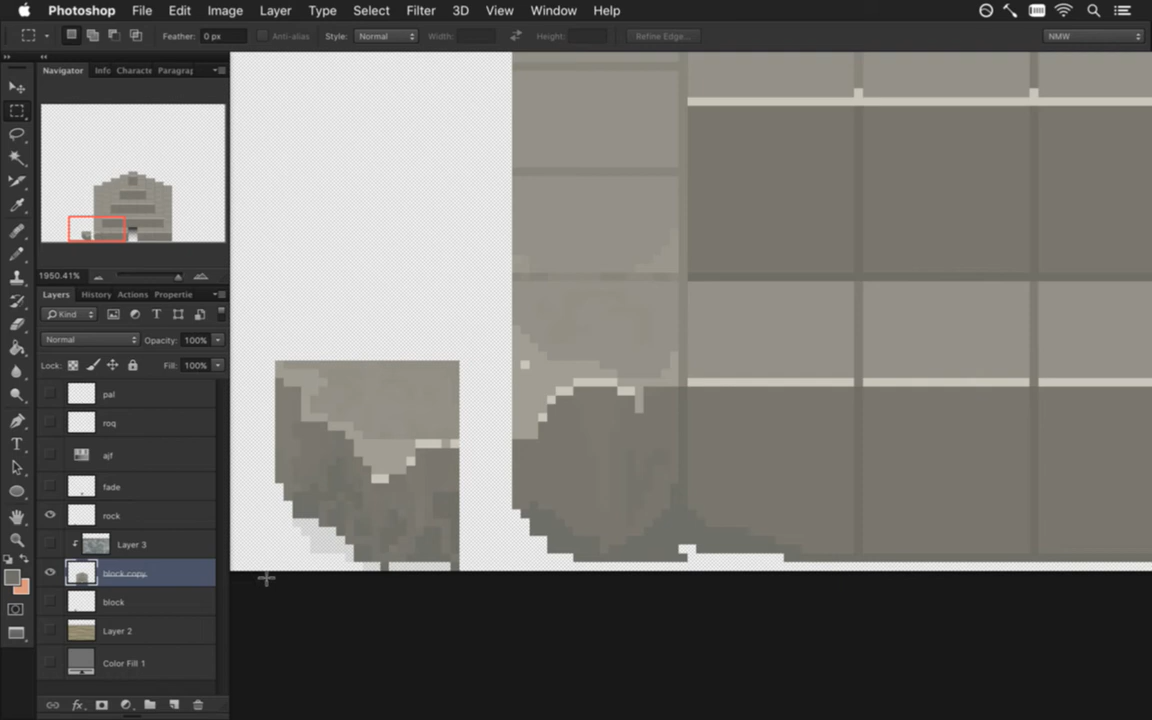 Photoshop File Edit Image Layer Type Select Filter 3D View Window Help
Feather: 0 px Anti-alias Style: Normal Width: Height: Refine Edge... NMW
Navigator Info Characte Paragrap
1950.41%
Layers History Actions Propertie
Kind T
Normal Opacity: 100%
Lock: Fill: 100%
pal
roq
ajf
fade
rock
Layer 3
block copy
block
Layer 2
Color Fill 1
fx
T